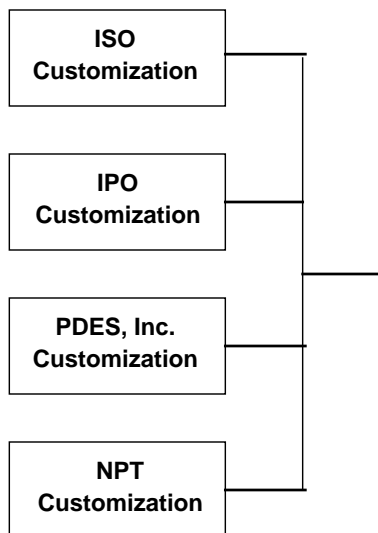 ISO
Customization
IPO
Customization
PDES, Inc.
Customization
NPT
Customization